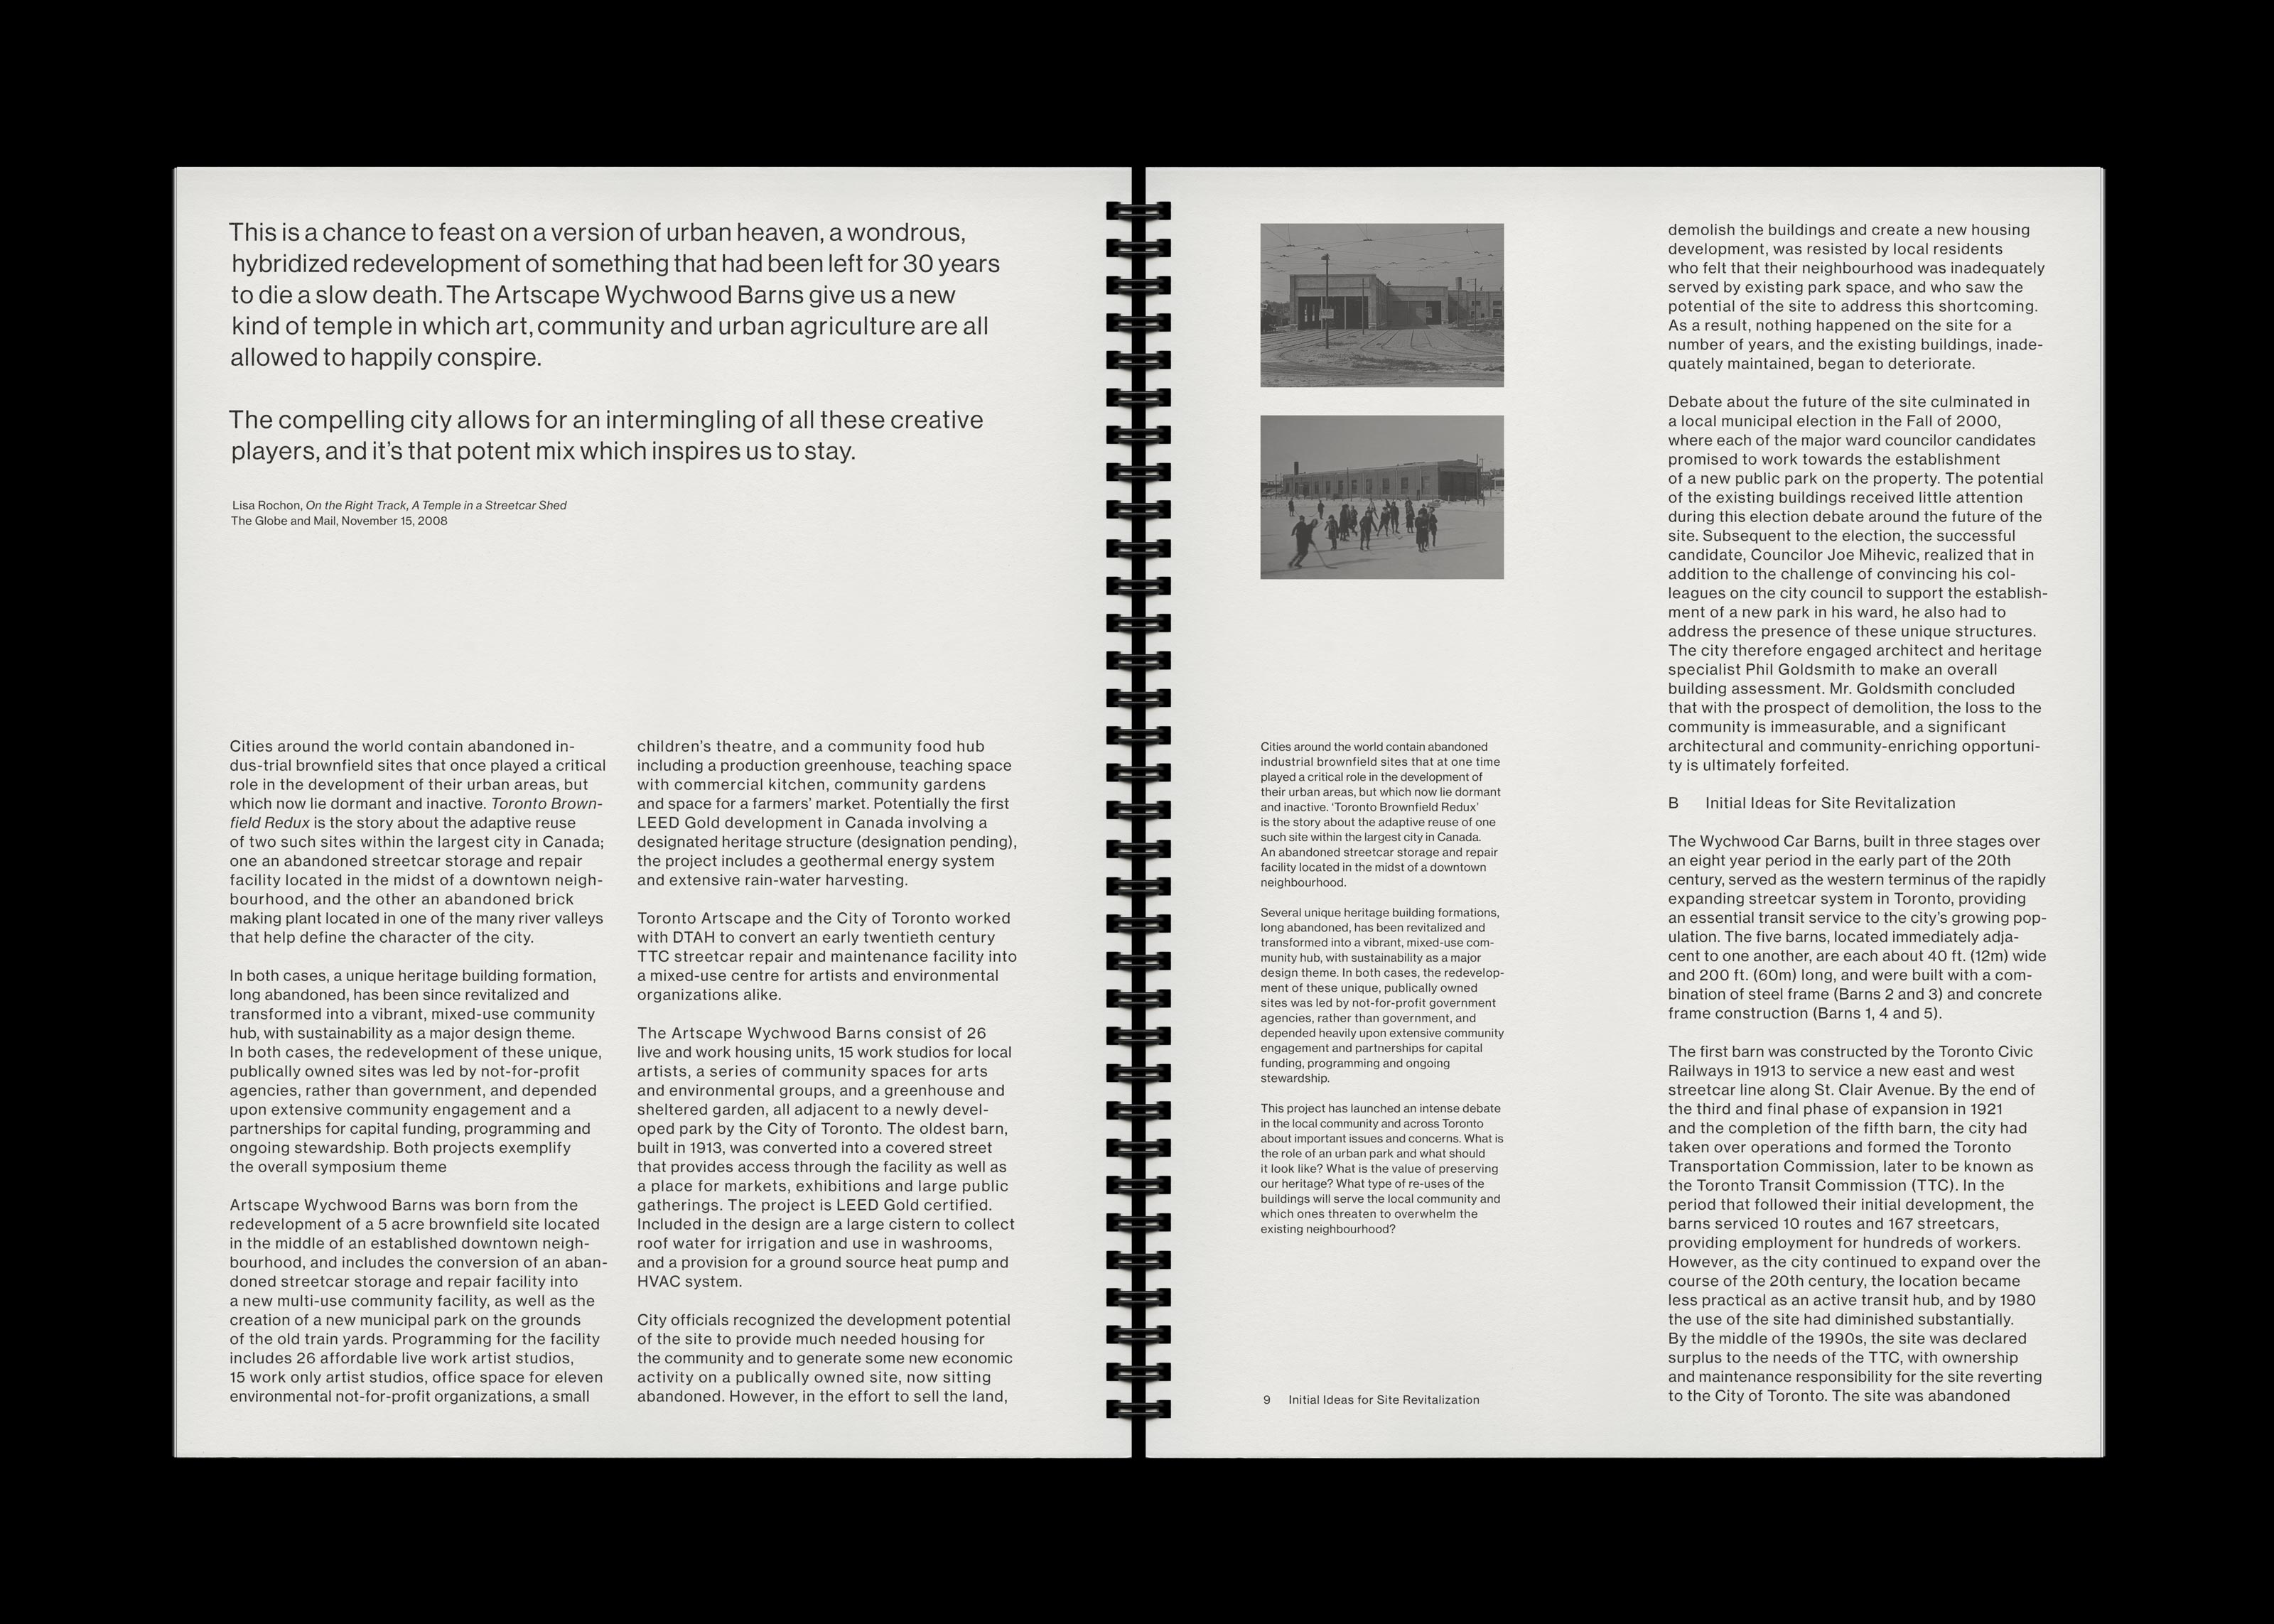 This is a chance to feast on a version of urban heaven, a wondrous,
hybridized redevelopment of something that had been left for 30 years
to die a slow death. The Artscape Wychwood Barns give us a new
kind of temple in which art, community and urban agriculture are all
allowed to happily conspire.
The compelling city allows for an intermingling of all these creative
players, and it’s that potent mix which inspires us to stay.
Lisa Rochon, On the Right Track, A Temple in a Streetcar Shed
The Globe and Mail, November 15, 2008
Cities around the world contain abandoned in-
dus-trial brownfield sites that once played a critical
role in the development of their urban areas, but
which now lie dormant and inactive. Toronto Brown-
field Redux is the story about the adaptive reuse
of two such sites within the largest city in Canada;
one an abandoned streetcar storage and repair
facility located in the midst of a downtown neigh-
bourhood, and the other an abandoned brick
making plant located in one of the many river valleys
that help define the character of the city.
In both cases, a unique heritage building formation,
long abandoned, has been since revitalized and
transformed into a vibrant, mixed-use community
hub, with sustainability as a major design theme.
In both cases, the redevelopment of these unique,
publically owned sites was led by not-for-profit
agencies, rather than government, and depended
upon extensive community engagement and a
partnerships for capital funding, programming and
ongoing stewardship. Both projects exemplify
the overall symposium theme
Artscape Wychwood Barns was born from the
redevelopment of a 5 acre brownfield site located
in the middle of an established downtown neigh-
bourhood, and includes the conversion of an aban-
doned streetcar storage and repair facility into
a new multi-use community facility, as well as the
creation of a new municipal park on the grounds
of the old train yards. Programming for the facility
includes 26 affordable live work artist studios,
15 work only artist studios, office space for eleven
environmental not-for-profit organizations, a small
children’s theatre, and a community food hub
including a production greenhouse, teaching space
with commercial kitchen, community gardens
and space for a farmers’ market. Potentially the first
LEED Gold development in Canada involving a
designated heritage structure (designation pending),
the project includes a geothermal energy system
and extensive rain-water harvesting.
Toronto Artscape and the City of Toronto worked
with DTAH to convert an early twentieth century
TTC streetcar repair and maintenance facility into
a mixed-use centre for artists and environmental
organizations alike.
The Artscape Wychwood Barns consist of 26
live and work housing units, 15 work studios for local
artists, a series of community spaces for arts
and environmental groups, and a greenhouse and
sheltered garden, all adjacent to a newly devel-
oped park by the City of Toronto. The oldest barn,
built in 1913, was converted into a covered street
that provides access through the facility as well as
a place for markets, exhibitions and large public
gatherings. The project is LEED Gold certified.
Included in the design are a large cistern to collect
roof water for irrigation and use in washrooms,
and a provision for a ground source heat pump and
HVAC system.
City officials recognized the development potential
of the site to provide much needed housing for
the community and to generate some new economic
activity on a publically owned site, now sitting
abandoned. However, in the effort to sell the land,
Cities around the world contain abandoned
industrial brownfield sites that at one time
played a critical role in the development of
their urban areas, but which now lie dormant
and inactive. ‘Toronto Brownfield Redux’
is the story about the adaptive reuse of one
such site within the largest city in Canada.
An abandoned streetcar storage and repair
facility located in the midst of a downtown
neighbourhood.
Several unique heritage building formations,
long abandoned, has been revitalized and
transformed into a vibrant, mixed-use com-
munity hub, with sustainability as a major
design theme. In both cases, the redevelop-
ment of these unique, publically owned
sites was led by not-for-profit government
agencies, rather than government, and
depended heavily upon extensive community
engagement and partnerships for capital
funding, programming and ongoing
stewardship.
This project has launched an intense debate
in the local community and across Toronto
about important issues and concerns. What is
the role of an urban park and what should
it look like? What is the value of preserving
our heritage? What type of re-uses of the
buildings will serve the local community and
which ones threaten to overwhelm the
existing neighbourhood?
9 Initial Ideas for Site Revitalization
demolish the buildings and create a new housing
development, was resisted by local residents
who felt that their neighbourhood was inadequately
served by existing park space, and who saw the
potential of the site to address this shortcoming.
As a result, nothing happened on the site for a
number of years, and the existing buildings, inade-
quately maintained, began to deteriorate.
Debate about the future of the site culminated in
a local municipal election in the Fall of 2000,
where each of the major ward councilor candidates
promised to work towards the establishment
of a new public park on the property. The potential
of the existing buildings received little attention
during this election debate around the future of the
site. Subsequent to the election, the successful
candidate, Councilor Joe Mihevic, realized that in
addition to the challenge of convincing his col-
leagues on the city council to support the establish-
ment of a new park in his ward, he also had to
address the presence of these unique structures.
The city therefore engaged architect and heritage
specialist Phil Goldsmith to make an overall
building assessment. Mr. Goldsmith concluded
that with the prospect of demolition, the loss to the
community is immeasurable, and a significant
architectural and community-enriching opportuni-
ty is ultimately forfeited.
B Initial Ideas for Site Revitalization
The Wychwood Car Barns, built in three stages over
an eight year period in the early part of the 20th
century, served as the western terminus of the rapidly
expanding streetcar system in Toronto, providing
an essential transit service to the city’s growing pop-
ulation. The five barns, located immediately adja-
cent to one another, are each about 40 ft. (12m) wide
and 200 ft. (60m) long, and were built with a com-
bination of steel frame (Barns 2 and 3) and concrete
frame construction (Barns 1, 4 and 5).
The first barn was constructed by the Toronto Civic
Railways in 1913 to service a new east and west
streetcar line along St. Clair Avenue. By the end of
the third and final phase of expansion in 1921
and the completion of the fifth barn, the city had
taken over operations and formed the Toronto
Transportation Commission, later to be known as
the Toronto Transit Commission (TTC). In the
period that followed their initial development, the
barns serviced 10 routes and 167 streetcars,
providing employment for hundreds of workers.
However, as the city continued to expand over the
course of the 20th century, the location became
less practical as an active transit hub, and by 1980
the use of the site had diminished substantially.
By the middle of the 1990s, the site was declared
surplus to the needs of the TTC, with ownership
and maintenance responsibility for the site reverting
to the City of Toronto. The site was abandoned